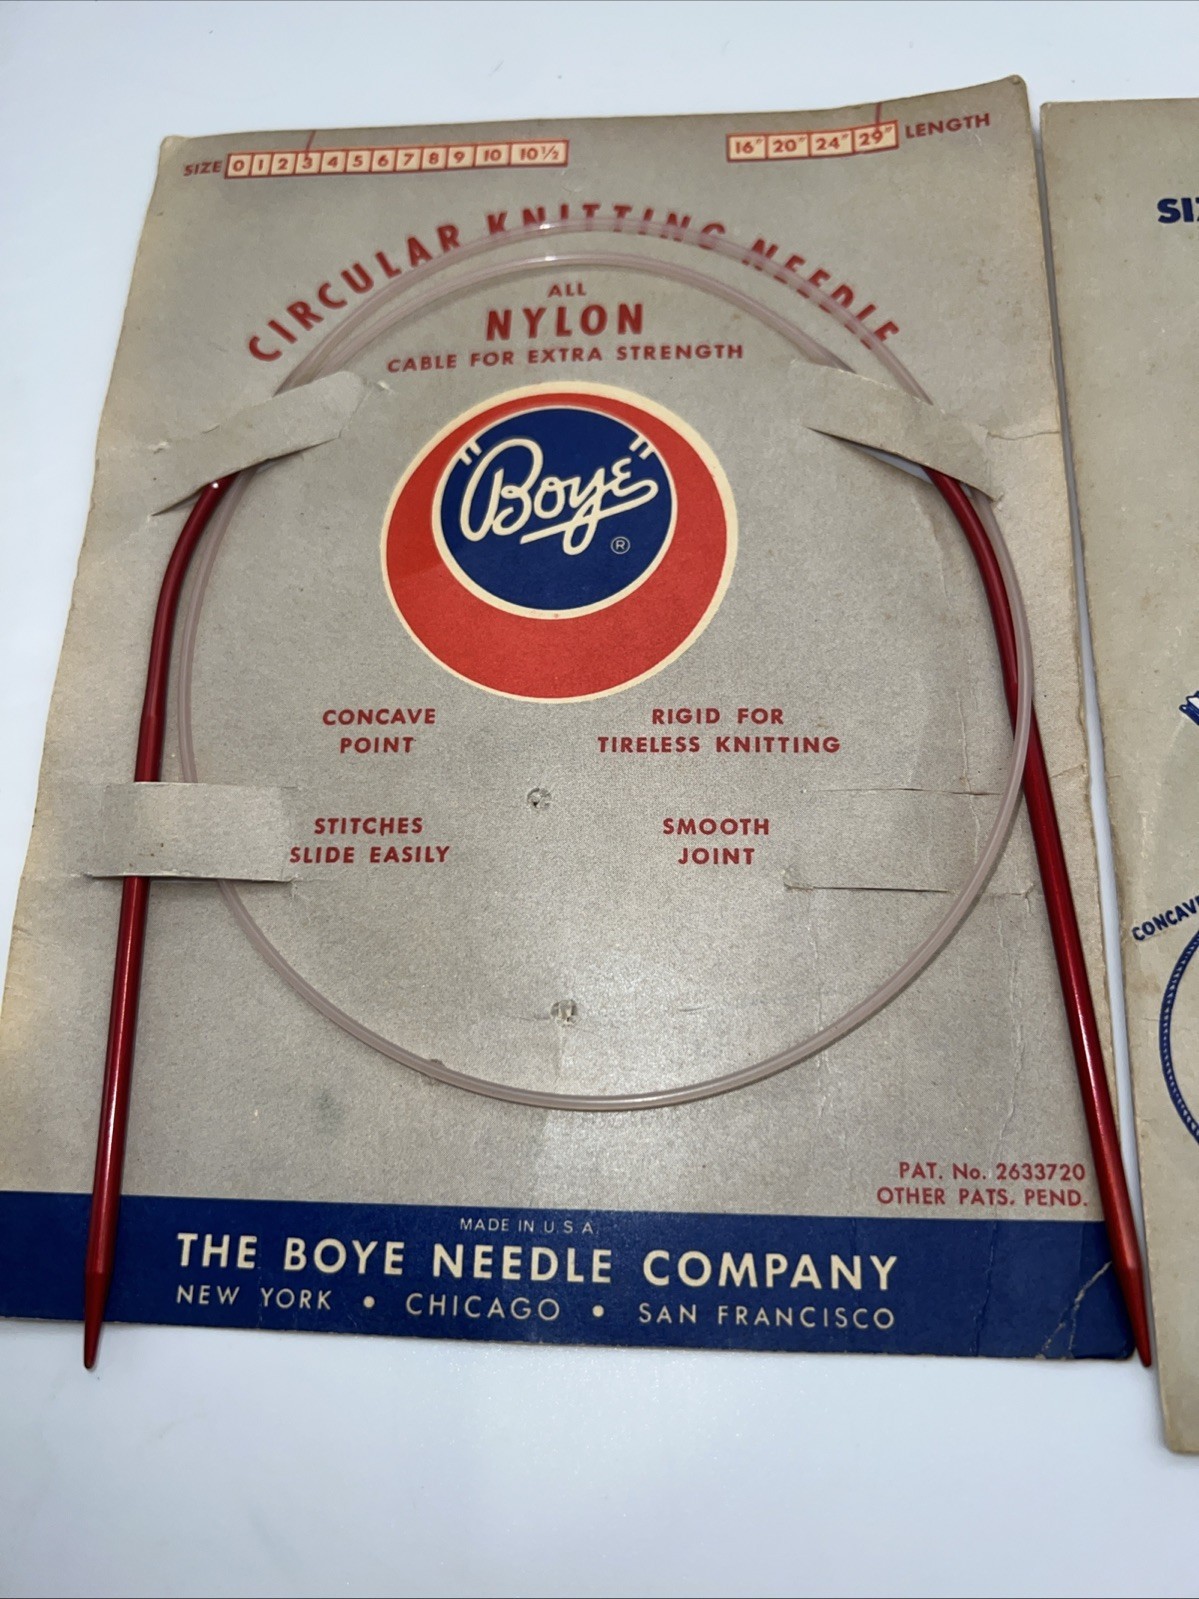 SIZE 0 1 2 3 4 5 6 7 8 9 10 10½
16" 20" 24" 29" LENGTH
CIRCULAR KNITTING NEEDLE
ALL
NYLON
CABLE FOR EXTRA STRENGTH
"Boye"
®
CONCAVE
POINT
RIGID FOR
TIRELESS KNITTING
STITCHES
SLIDE EASILY
SMOOTH
JOINT
PAT. No. 2633720
OTHER PATS. PEND.
MADE IN U.S.A.
THE BOYE NEEDLE COMPANY
NEW YORK • CHICAGO • SAN FRANCISCO